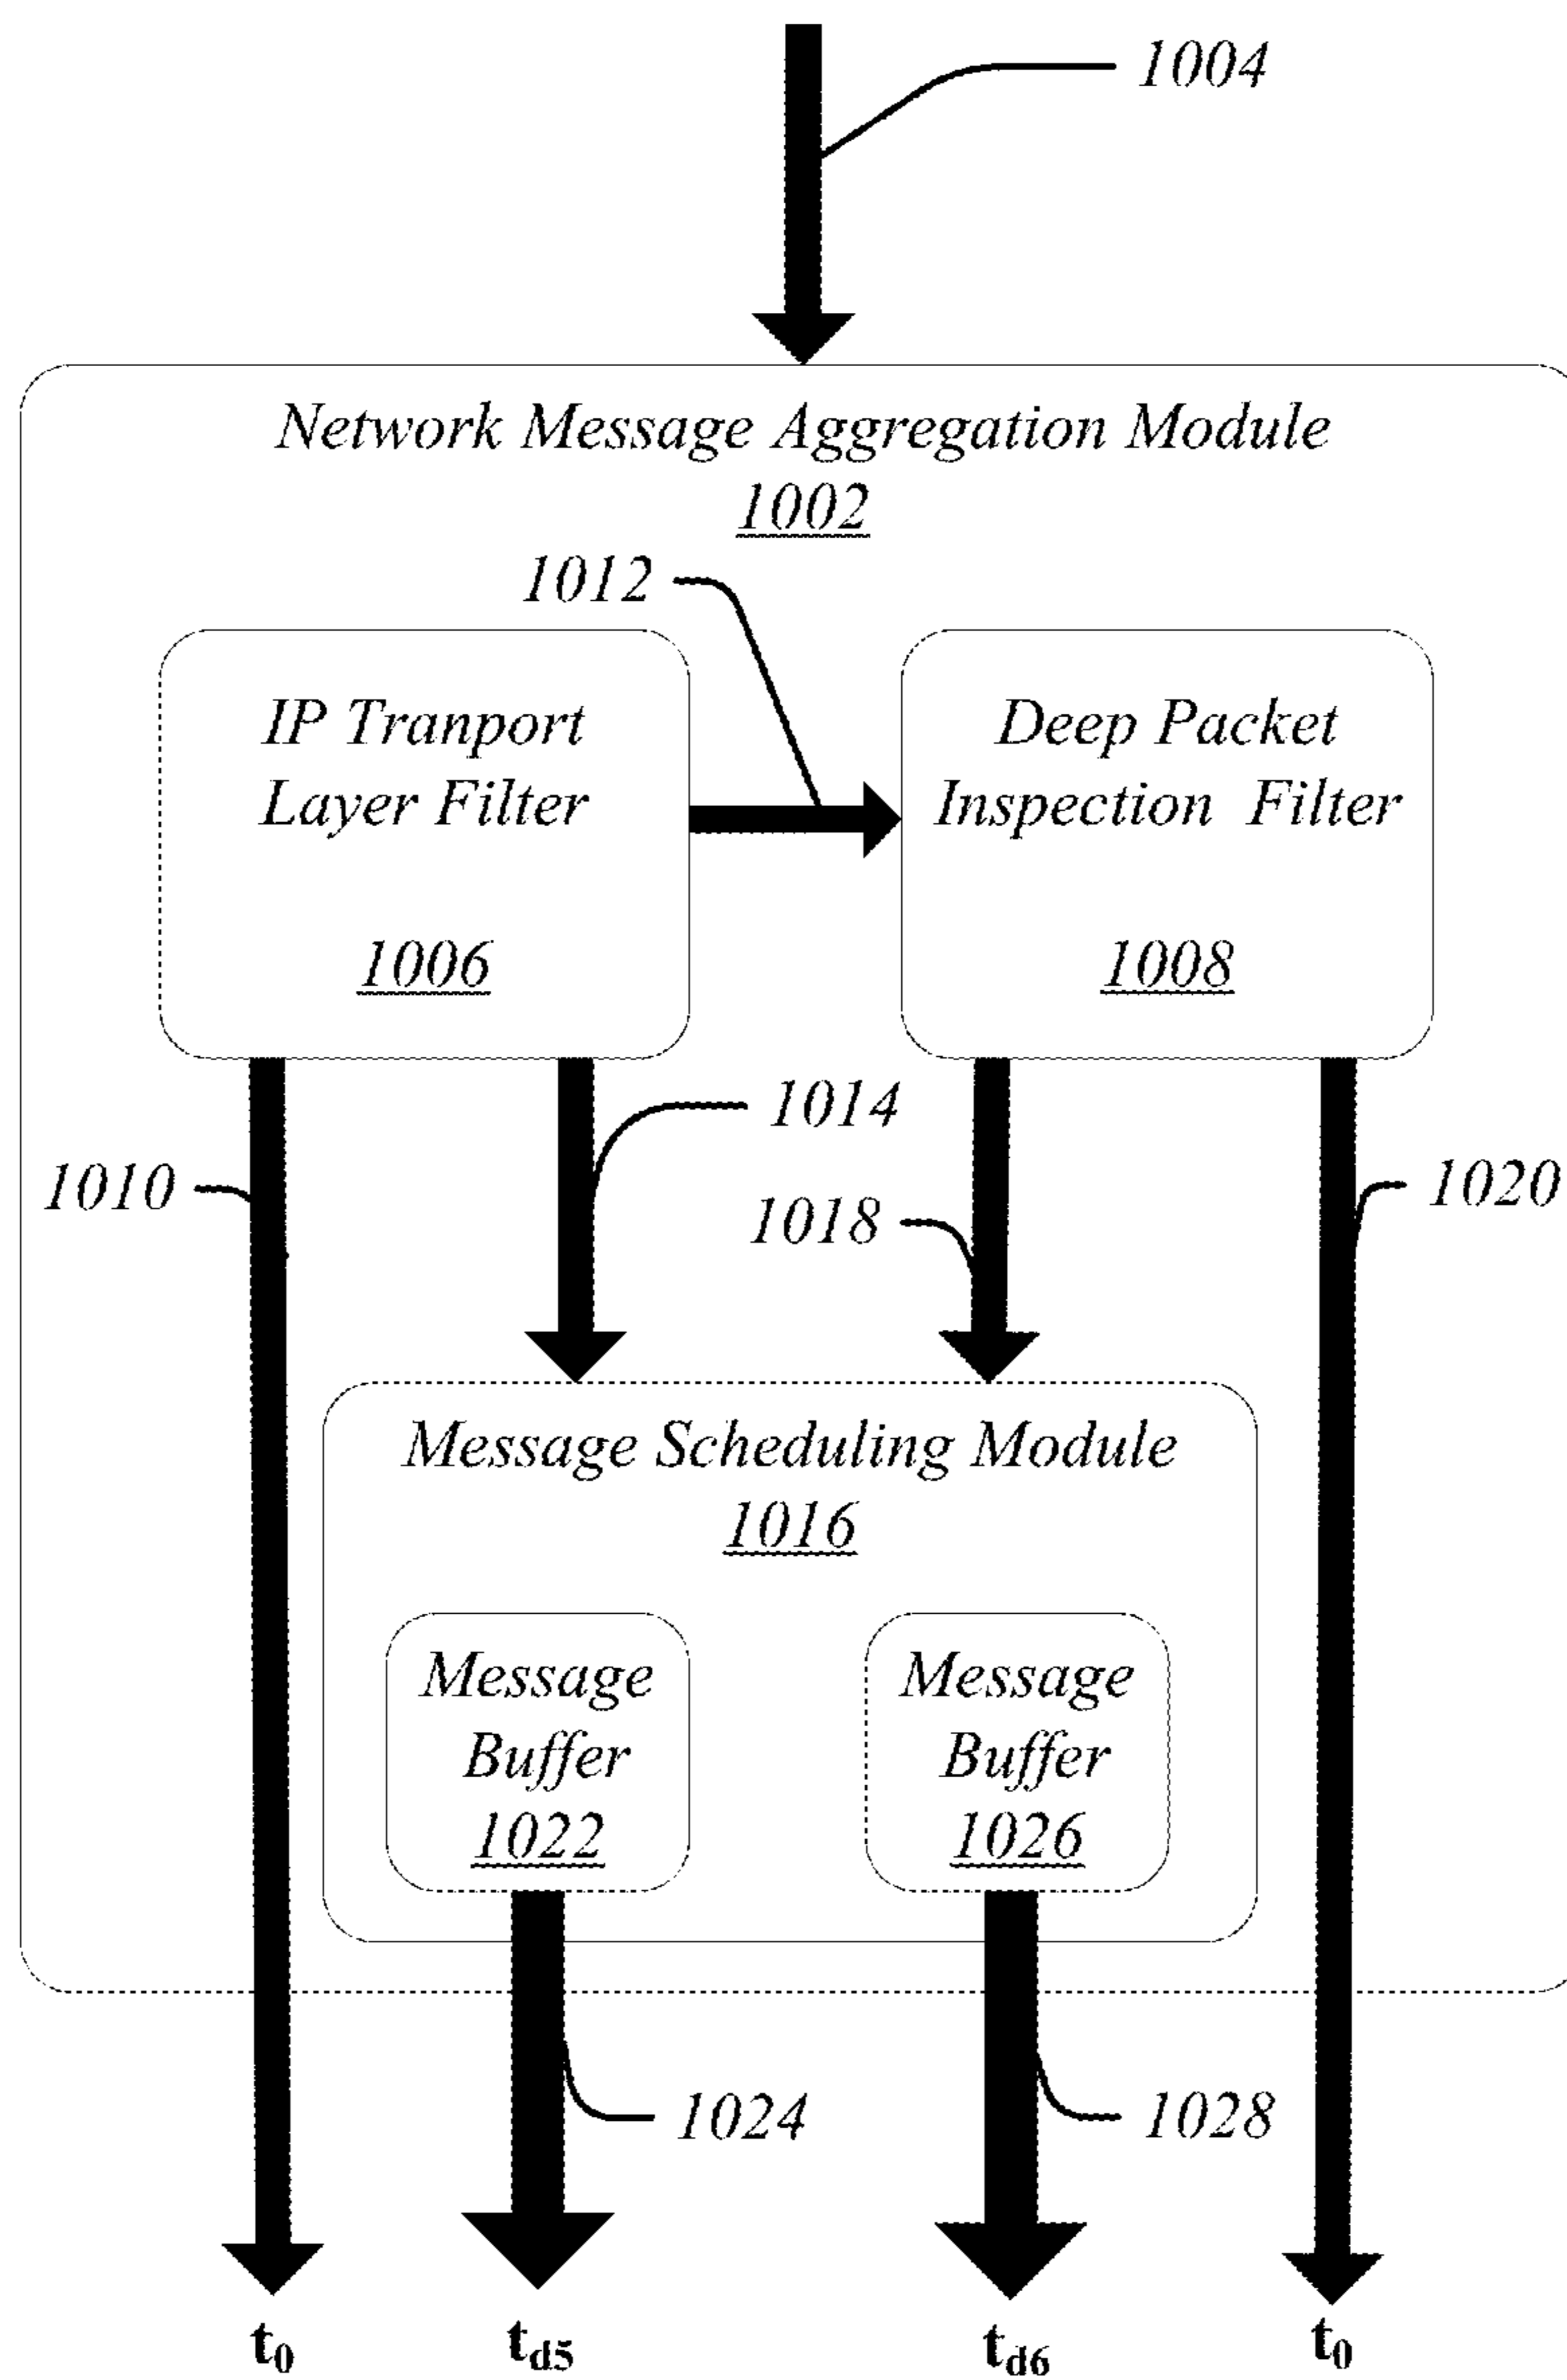 1004
Network Message Aggregation Module
1002
1012
IP Tranport
Layer Filter
1006
Deep Packet
Inspection Filter
1008
1014
1010
1018
1020
Message Scheduling Module
1016
Message
Buffer
1022
Message
Buffer
1026
1024
1028
t0
td5
td6
t0